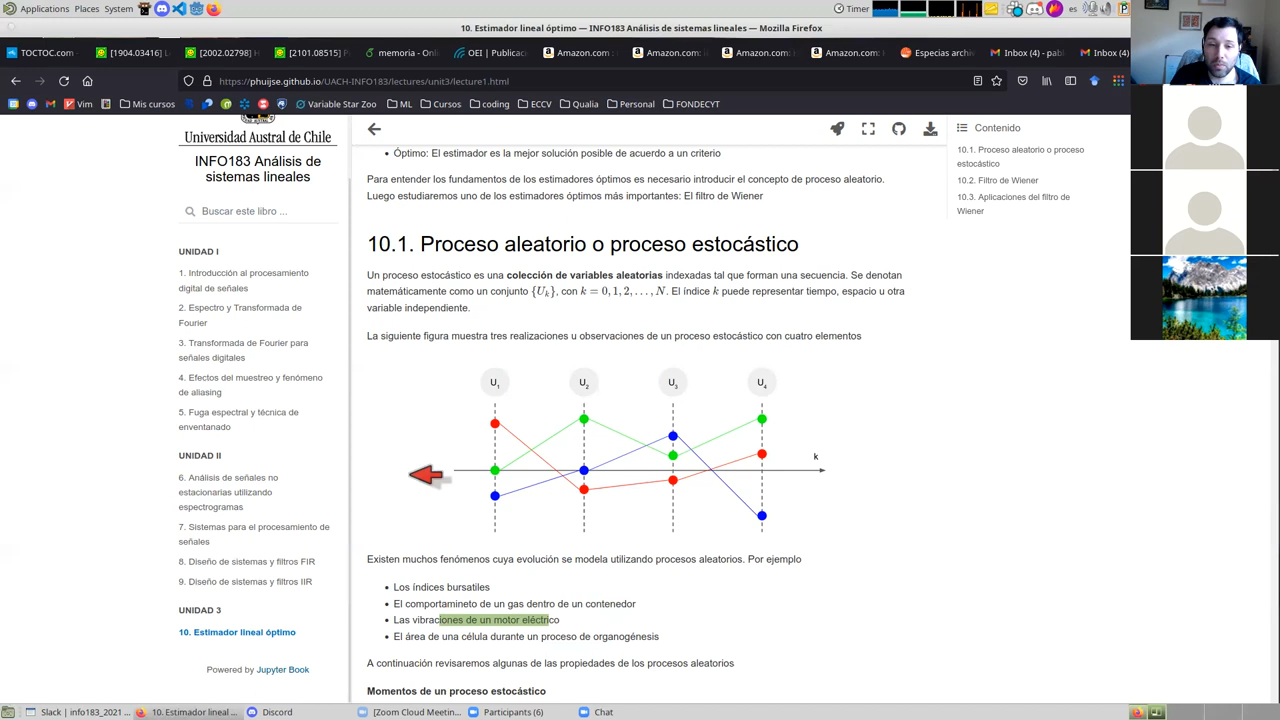 Applications Places System
Timer
es
10. Estimador lineal óptimo — INFO183 Análisis de sistemas lineales — Mozilla Firefox
TOCTOC.com
[1904.03416] L
[2002.02798] H
[2101.08515] F
memoria - On
OEI | Po
Amazon.com:
Amazon.com:
Amazon.com:
Amazon.com:
Especias archi
Inbox (4) - pab
Inbox (4)
https://phuijse.github.io/UACH-INFO183/lectures/unit3/lecture1.html
Vim
Mis cursos
Variable Star Zoo
ML
Cursos
coding
ECCV
Qualia
Personal
FONDECYT
Universidad Austral de Chile
INFO183 Análisis de
sistemas lineales
Buscar este libro ...
UNIDAD I
1. Introducción al procesamiento
digital de señales
2. Espectro y Transformada de
Fourier
3. Transformada de Fourier para
señales digitales
4. Efectos del muestreo y fenómeno
de aliasing
5. Fuga espectral y técnica de
enventanado
UNIDAD II
6. Análisis de señales no
estacionarias utilizando
espectrogramas
7. Sistemas para el procesamiento de
señales
8. Diseño de sistemas y filtros FIR
9. Diseño de sistemas y filtros IIR
UNIDAD 3
10. Estimador lineal óptimo
Powered by Jupyter Book
Óptimo: El estimador es la mejor solución posible de acuerdo a un criterio
Para entender los fundamentos de los estimadores óptimos es necesario introducir el concepto de proceso aleatorio.
Luego estudiaremos uno de los estimadores óptimos más importantes: El filtro de Wiener
10.1. Proceso aleatorio o proceso estocástico
Un proceso estocástico es una colección de variables aleatorias indexadas tal que forman una secuencia. Se denotan
matemáticamente como un conjunto {U_k}, con k = 0, 1, 2, . . . , N. El índice k puede representar tiempo, espacio u otra
variable independiente.
La siguiente figura muestra tres realizaciones u observaciones de un proceso estocástico con cuatro elementos
U₁ U₂ U₃ U₄
k
Existen muchos fenómenos cuya evolución se modela utilizando procesos aleatorios. Por ejemplo
Los índices bursatiles
El comportamineto de un gas dentro de un contenedor
Las vibraciones de un motor eléctrico
El área de una célula durante un proceso de organogénesis
A continuación revisaremos algunas de las propiedades de los procesos aleatorios
Momentos de un proceso estocástico
Contenido
10.1. Proceso aleatorio o proceso
estocástico
10.2. Filtro de Wiener
10.3. Aplicaciones del filtro de
Wiener
Slack | info183_2021 ...
10. Estimador lineal ...
Discord
[Zoom Cloud Meetin...
Participants (6)
Chat